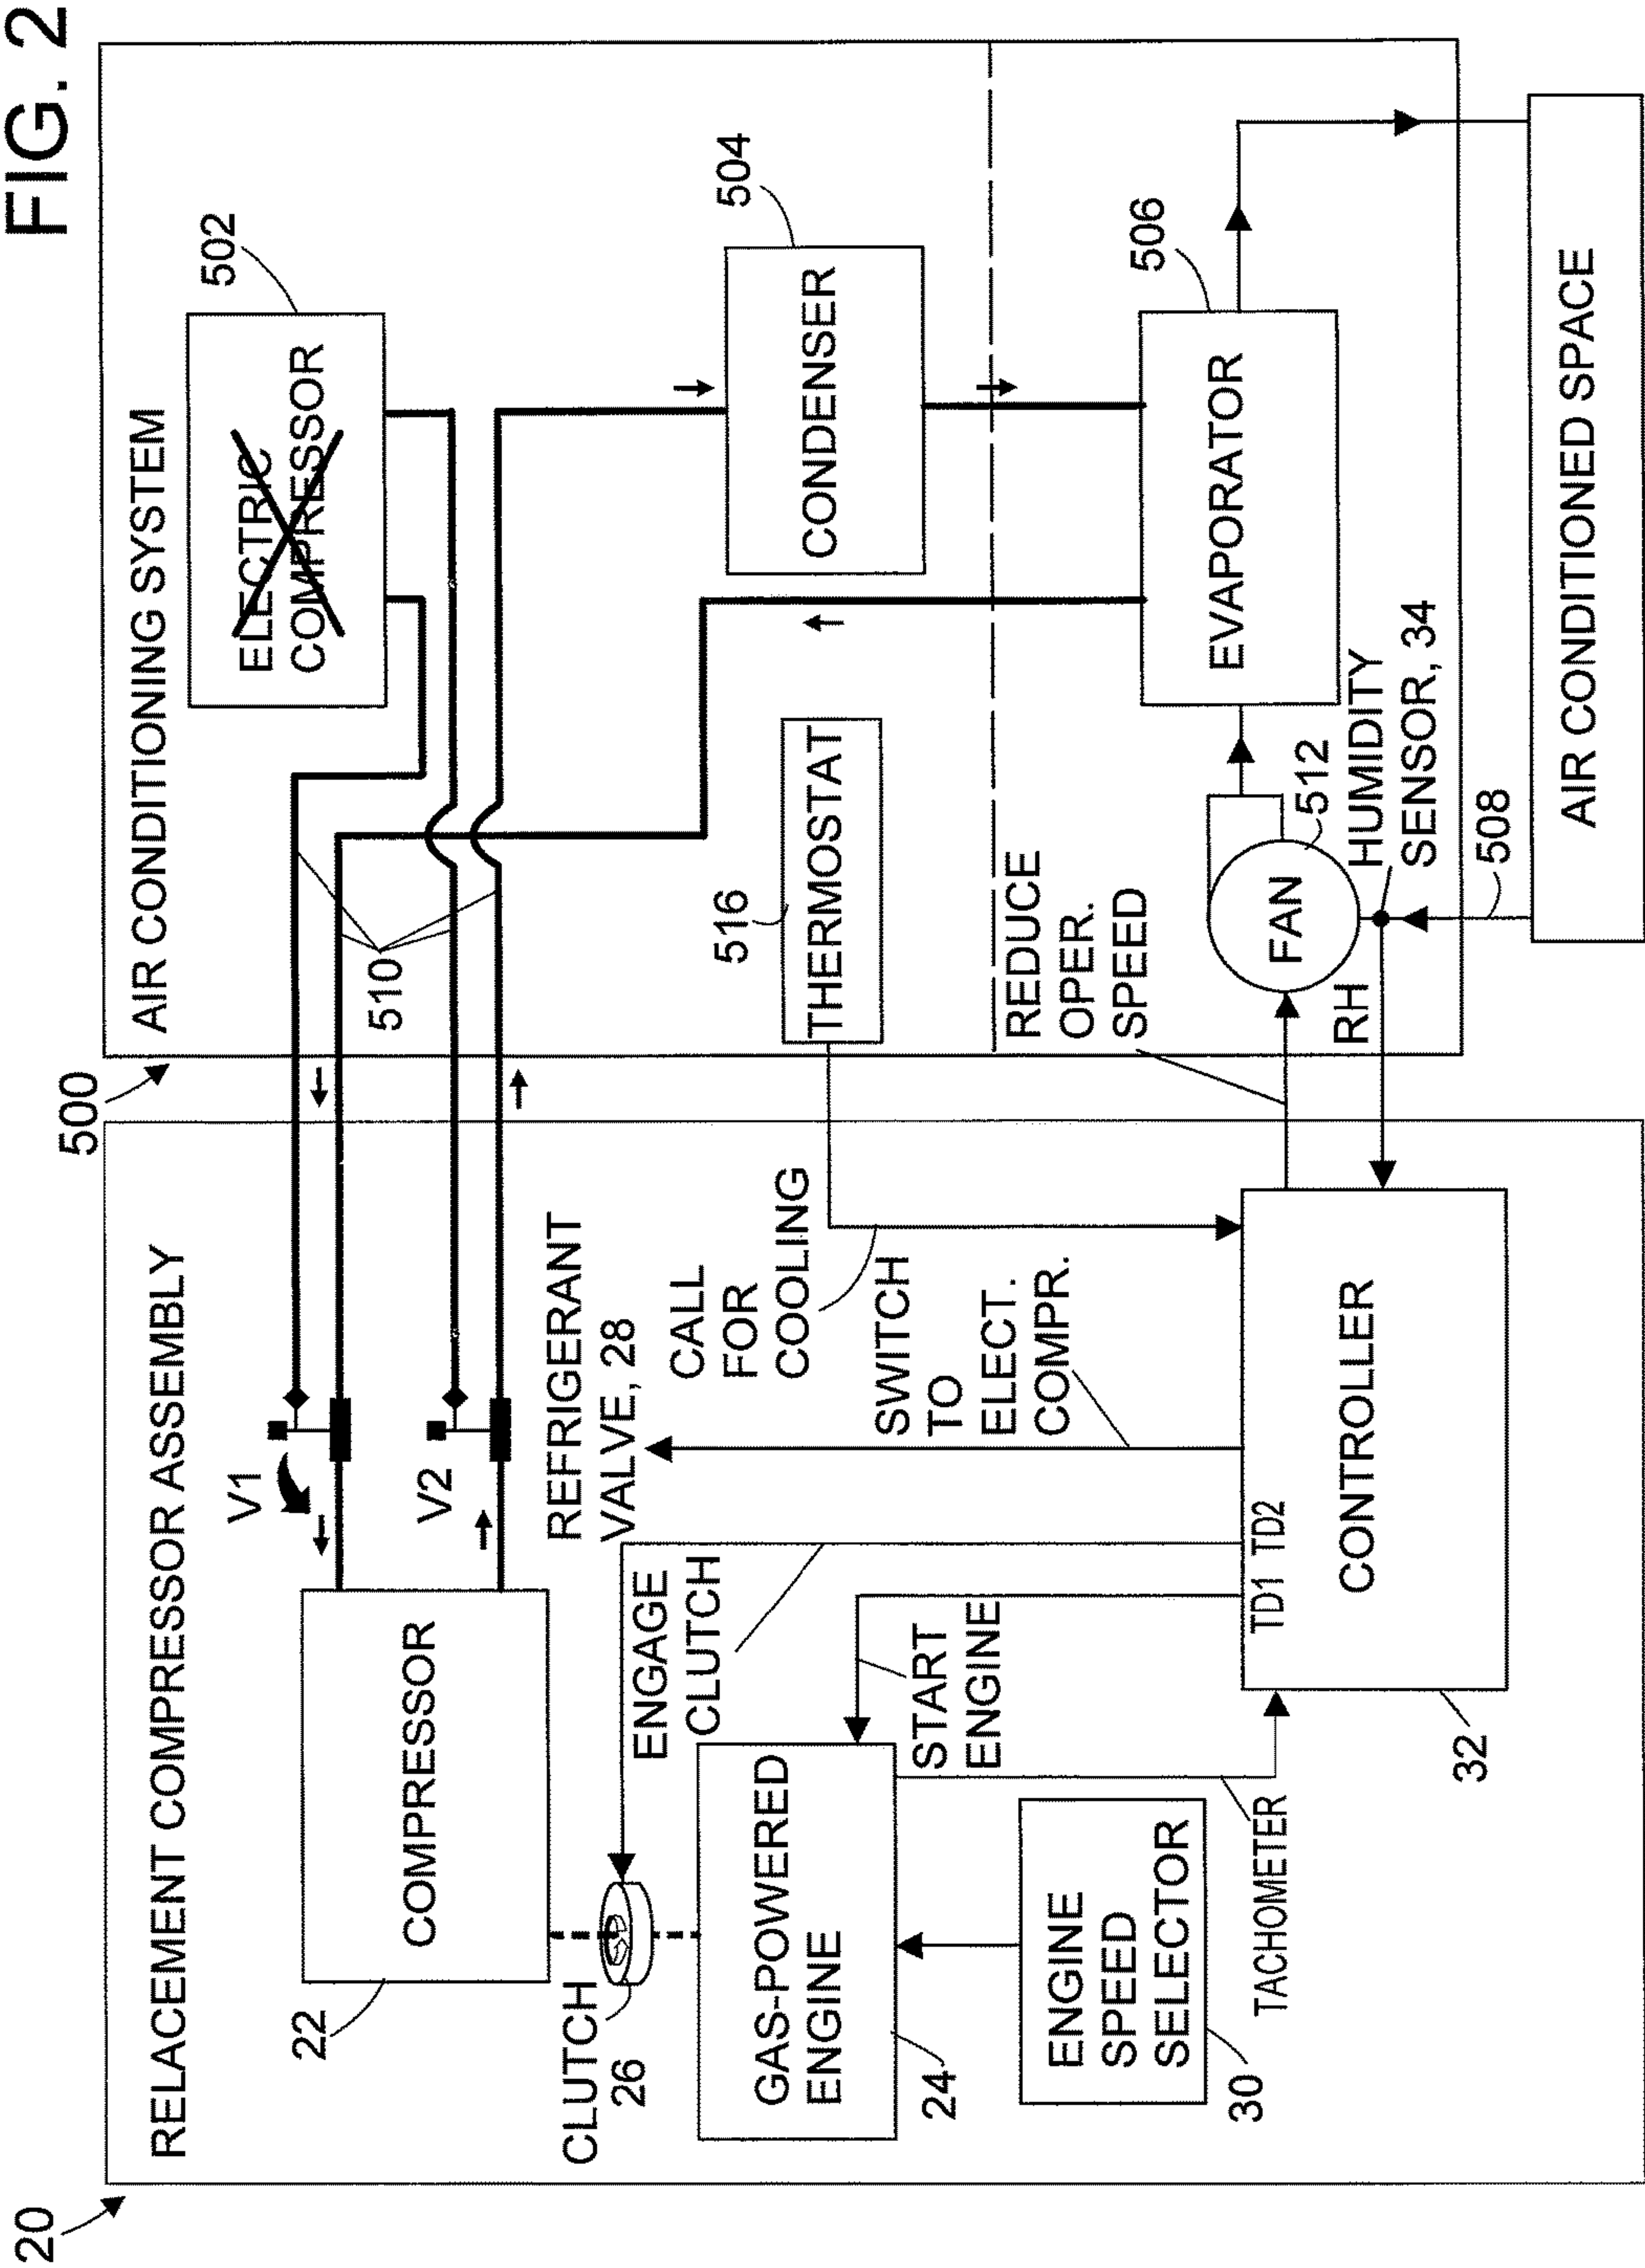 FIG. 2
20
RELACEMENT COMPRESSOR ASSEMBLY
500
AIR CONDITIONING SYSTEM
22
COMPRESSOR
V1
V2
510
ELECTRIC
COMPRESSOR
502
CLUTCH
26
REFRIGERANT
VALVE, 28
ENGAGE
CLUTCH
CALL
FOR
COOLING
516
THERMOSTAT
CONDENSER
504
GAS-POWERED
ENGINE
24
START
ENGINE
SWITCH
TO
ELECT.
COMPR.
REDUCE
OPER.
SPEED
ENGINE
SPEED
SELECTOR
30
TACHOMETER
TD1 TD2
CONTROLLER
32
RH
FAN
512
HUMIDITY
SENSOR, 34
508
EVAPORATOR
506
AIR CONDITIONED SPACE